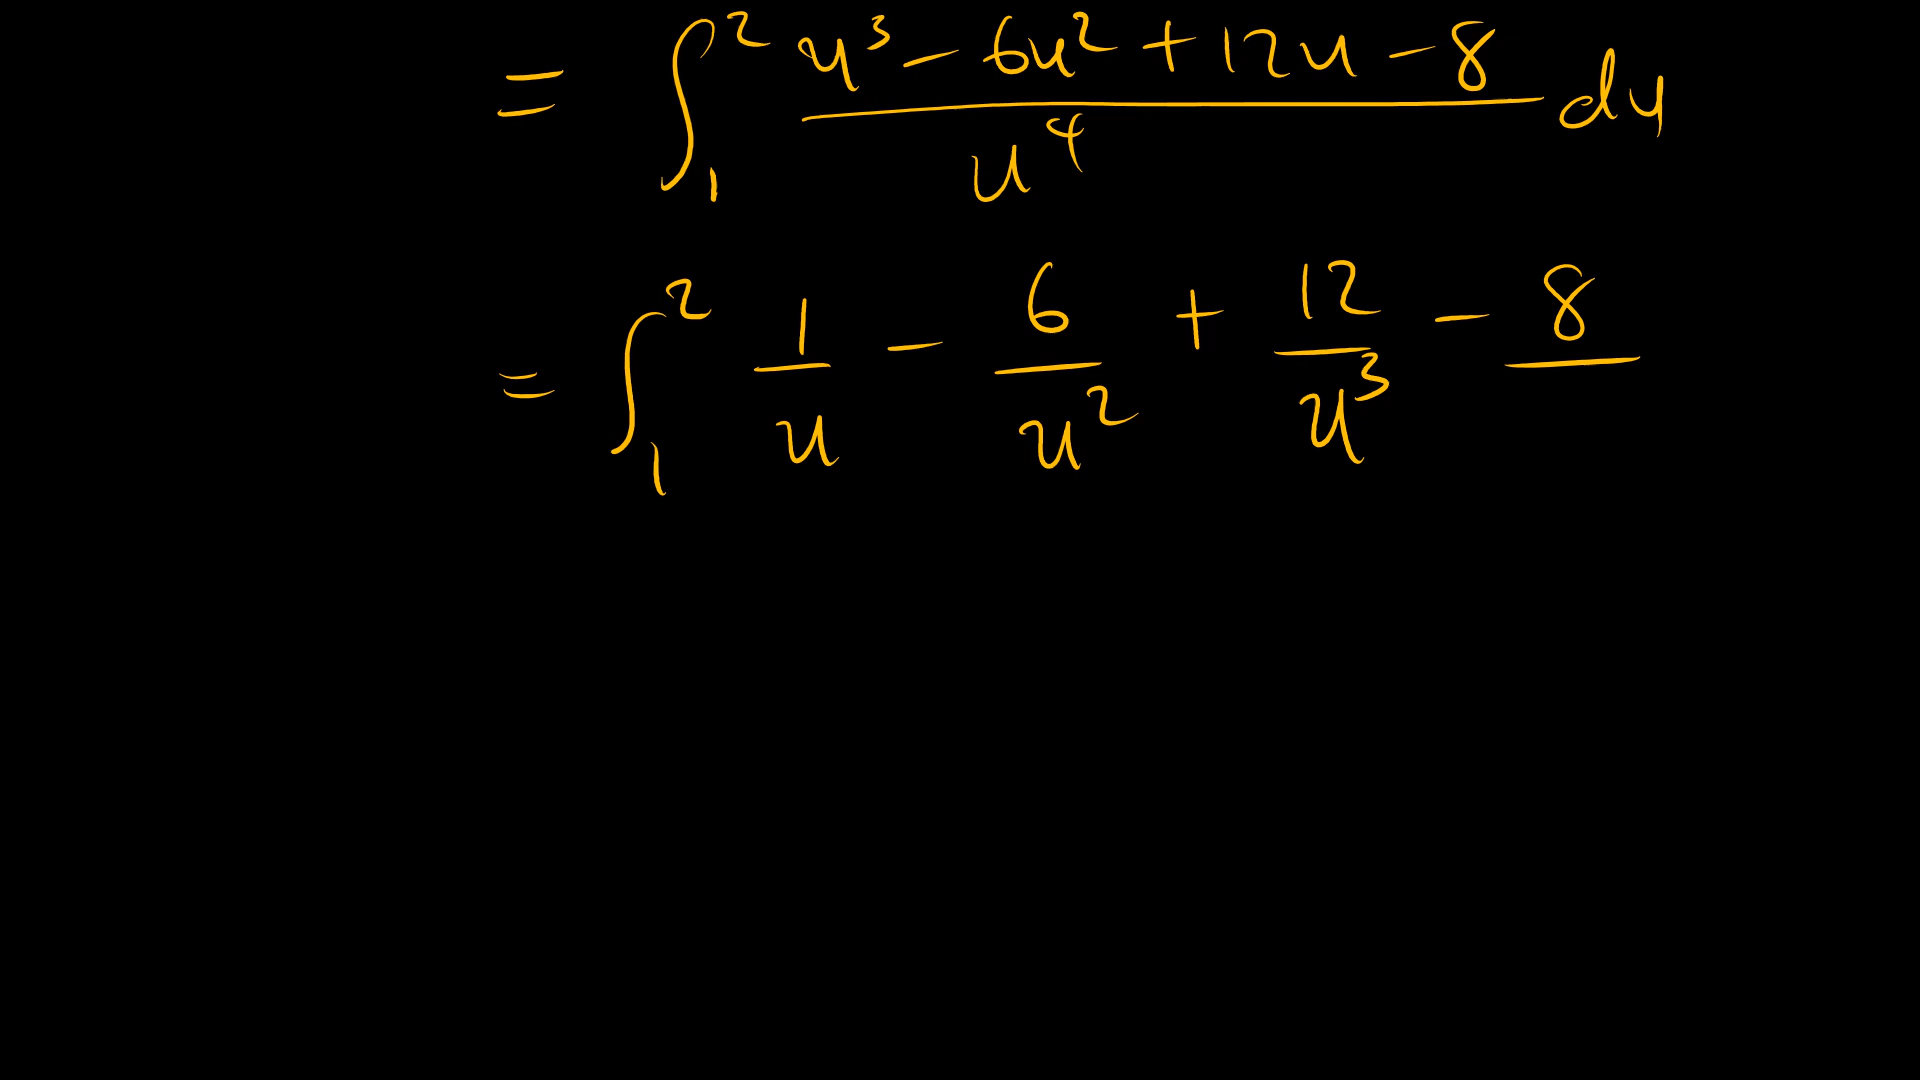 = ∫₁² (u³ − 6u² + 12u − 8)/u⁴ du
= ∫₁² 1/u − 6/u² + 12/u³ − 8/